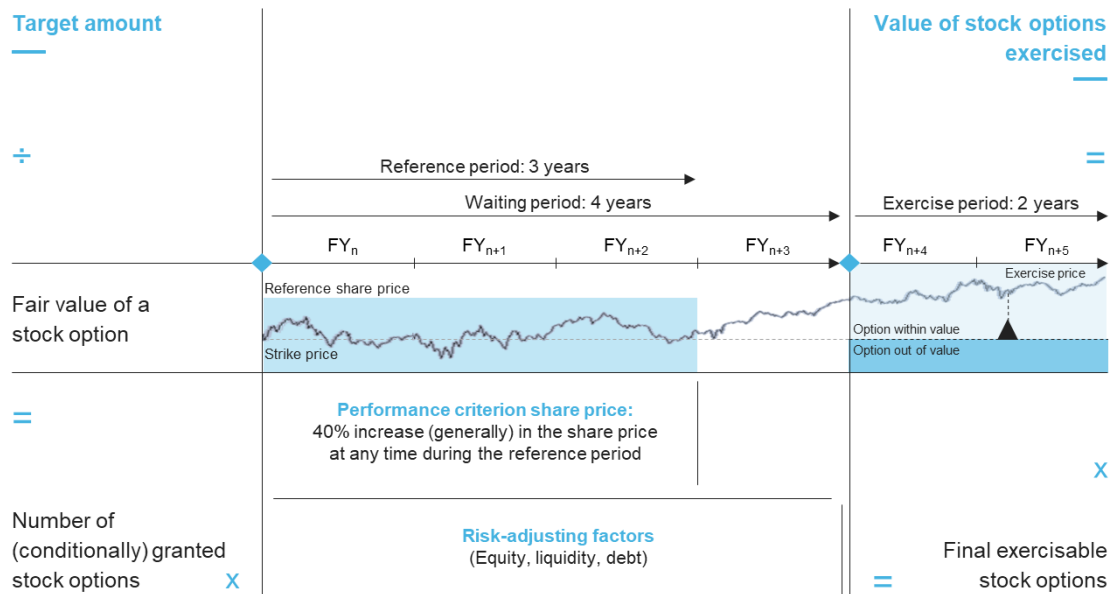 Target amount
Value of stock options
exercised
÷
=
Reference period: 3 years
Waiting period: 4 years
Exercise period: 2 years
FYn
FYn+1
FYn+2
FYn+3
FYn+4
FYn+5
Exercise price
Reference share price
Fair value of a
stock option
Option within value
Strike price
Option out of value
=
Performance criterion share price:
40% increase (generally) in the share price
at any time during the reference period
x
Number of
(conditionally) granted
stock options
x
Risk-adjusting factors
(Equity, liquidity, debt)
Final exercisable
stock options
=